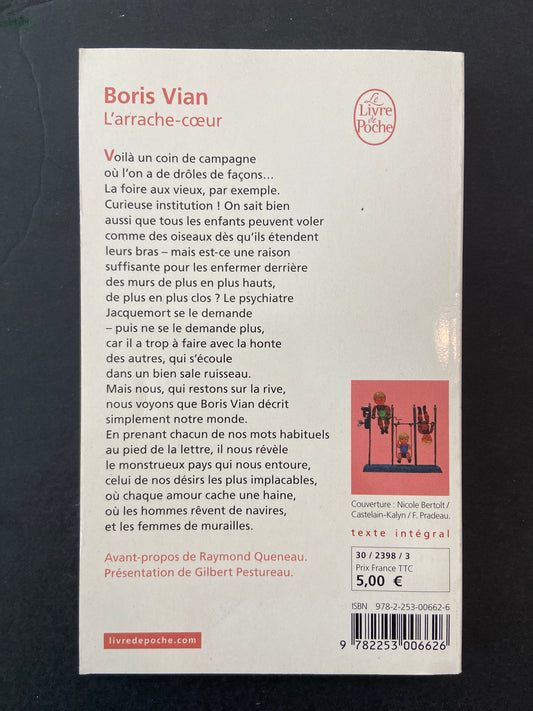 Boris Vian
L'arrache-cœur
Le
Livre
de
Poche
Voilà un coin de campagne
où l'on a de drôles de façons...
La foire aux vieux, par exemple.
Curieuse institution ! On sait bien
aussi que tous les enfants peuvent voler
comme des oiseaux dès qu'ils étendent
leurs bras – mais est-ce une raison
suffisante pour les enfermer derrière
des murs de plus en plus hauts,
de plus en plus clos ? Le psychiatre
Jacquemort se le demande
– puis ne se le demande plus,
car il a trop à faire avec la honte
des autres, qui s'écoule
dans un bien sale ruisseau.
Mais nous, qui restons sur la rive,
nous voyons que Boris Vian décrit
simplement notre monde.
En prenant chacun de nos mots habituels
au pied de la lettre, il nous révèle
le monstrueux pays qui nous entoure,
celui de nos désirs les plus implacables,
où chaque amour cache une haine,
où les hommes rêvent de navires,
et les femmes de murailles.
Avant-propos de Raymond Queneau.
Présentation de Gilbert Pestureau.
Couverture : Nicole Bertolt /
Castelain-Kalyn / F. Pradeau.
texte intégral
30 / 2398 / 3
Prix France TTC
5,00 €
ISBN 978-2-253-00662-6
9 782253 006626
livredepoche.com